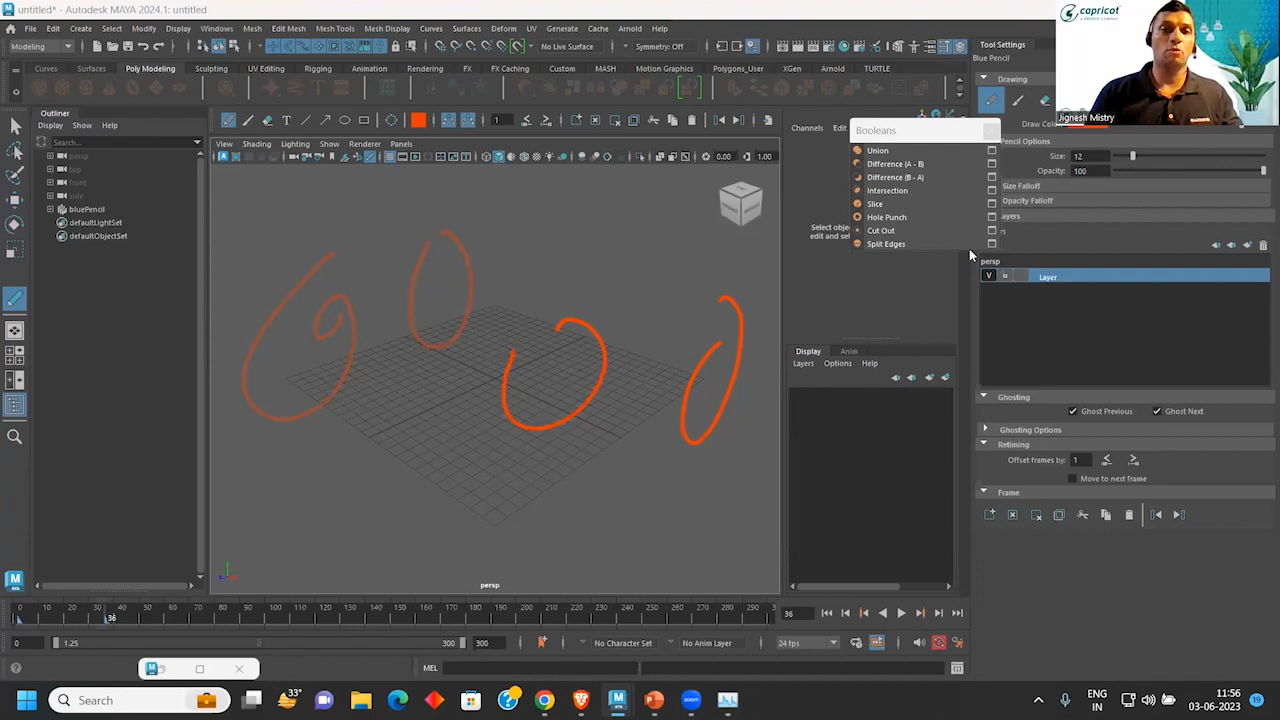 untitled* - Autodesk MAYA 2024.1: untitled
File Edit Create Select Modify Display Windows Mesh Edit Mesh Mesh Tools Curves Surfaces Deform UV Generate Cache Arnold Help
Modeling No Live Surface Symmetry: Off
Curves Surfaces Poly Modeling UV Editing Rigging Animation Rendering FX FX Caching Custom MASH Motion Graphics Polygons_User XGen Arnold TURTLE
capricot
Jignesh Mistry
Outliner
Display Show Help
Search...
persp
top
front
side
bluePencil
defaultLightSet
defaultObjectSet
1
View Shading Lighting Show Renderer Panels
0.00 1.00
persp
Channels Edit
Booleans
Union
Difference (A - B)
Difference (B - A)
Intersection
Slice
Hole Punch
Cut Out
Split Edges
Display Anim
Layers Options Help
Tool Settings
Blue Pencil
Drawing
Pencil Options
Size: 12
Opacity: 100
Size Falloff
Opacity Falloff
persp
V Layer
Ghosting
Ghost Previous Ghost Next
Ghosting Options
Retiming
Offset frames by: 1
Move to next frame
Frame
0 10 20 30 36 40 50 60 70 80 90 100 110 120 130 140 150 160 170 180 190 200 210 220 230 240 250 260 270 280 290
36
0 1.25 300 300 No Character Set No Anim Layer 24 fps
MEL
Search
33°
ENG
IN
11:56
03-06-2023
19